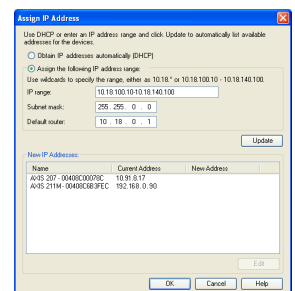 Assign IP Address
Use DHCP or enter an IP address range and click Update to automatically list available
addresses for the devices.
Obtain IP addresses automatically (DHCP)
Assign the following IP address range:
Use wildcards to specify the range, either as 10.18.* or 10.18.100.10 - 10.18.140.100.
IP range: 10.18.100.10-10.18.140.100
Subnet mask: 255. 255. 0 . 0
Default router: 10 . 18 . 0 . 1
Update
New IP Addresses:
Name Current Address New Address
AXIS 207 - 00408C00078C 10.91.8.17
AXIS 211M - 00408C6B3FEC 192.168.0.90
Edit
OK Cancel Help